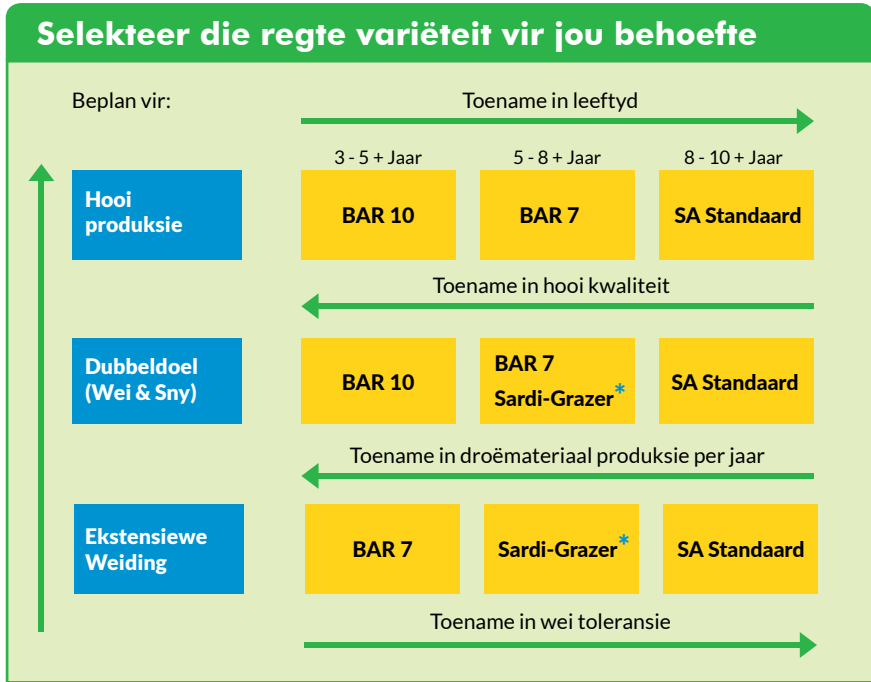 Selekteer die regte variëteit vir jou behoefte
Beplan vir:
Toename in leeftyd
3 - 5 + Jaar
5 - 8 + Jaar
8 - 10 + Jaar
Hooi
produksie
BAR 10
BAR 7
SA Standaard
Toename in hooi kwaliteit
Dubbeldoel
(Wei & Sny)
BAR 10
BAR 7
Sardi-Grazer*
SA Standaard
Toename in droëmateriaal produksie per jaar
Ekstensiewe
Weiding
BAR 7
Sardi-Grazer*
SA Standaard
Toename in wei toleransie